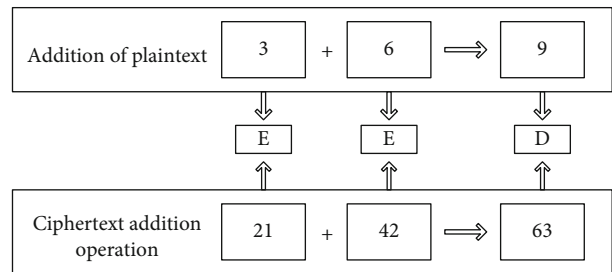 Addition of plaintext 3 + 6 9
E E D
Ciphertext addition
operation 21 + 42 63